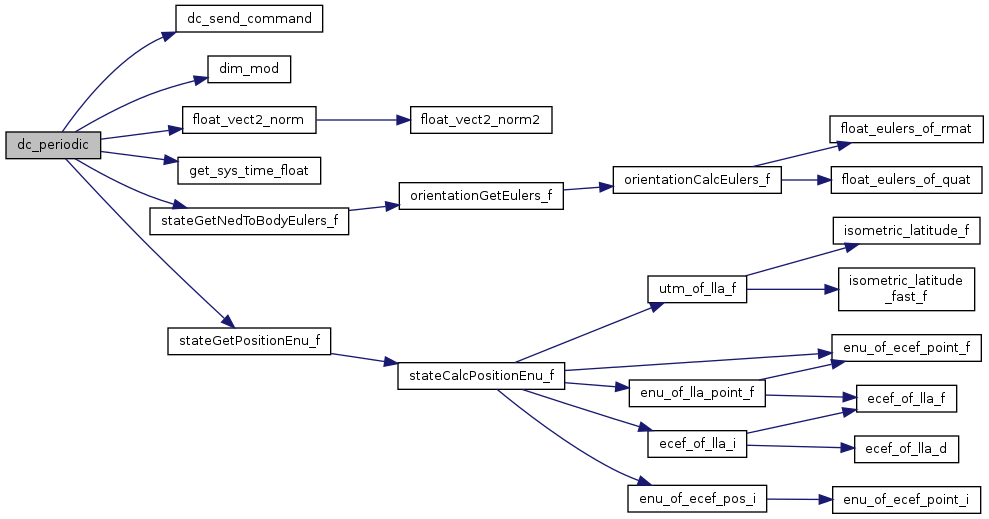 dc_send_command
dim_mod
float_vect2_norm
float_vect2_norm2
dc_periodic
get_sys_time_float
stateGetNedToBodyEulers_f
orientationGetEulers_f
orientationCalcEulers_f
float_eulers_of_rmat
float_eulers_of_quat
stateGetPositionEnu_f
stateCalcPositionEnu_f
utm_of_lla_f
isometric_latitude_f
isometric_latitude
_fast_f
enu_of_ecef_point_f
enu_of_lla_point_f
ecef_of_lla_f
ecef_of_lla_i
ecef_of_lla_d
enu_of_ecef_pos_i
enu_of_ecef_point_i